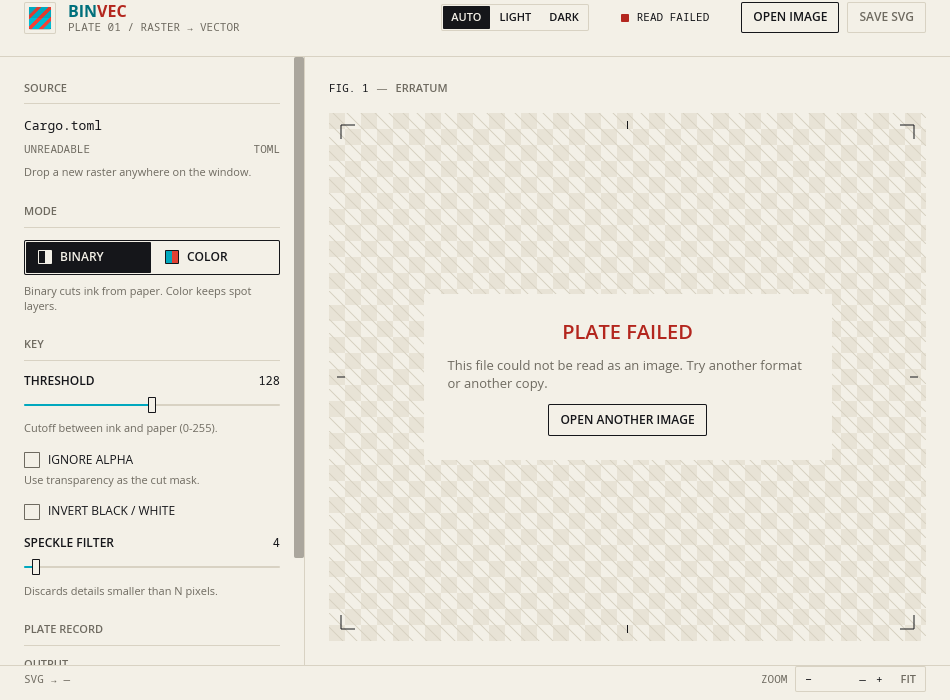 BINVEC
PLATE 01 / RASTER → VECTOR
AUTO LIGHT DARK
READ FAILED
OPEN IMAGE
SAVE SVG
SOURCE
Cargo.toml
UNREADABLE TOML
Drop a new raster anywhere on the window.
MODE
BINARY COLOR
Binary cuts ink from paper. Color keeps spot
layers.
KEY
THRESHOLD 128
Cutoff between ink and paper (0-255).
IGNORE ALPHA
Use transparency as the cut mask.
INVERT BLACK / WHITE
SPECKLE FILTER 4
Discards details smaller than N pixels.
PLATE RECORD
OUTPUT
FIG. 1 — ERRATUM
PLATE FAILED
This file could not be read as an image. Try another format
or another copy.
OPEN ANOTHER IMAGE
SVG → —
ZOOM − — + FIT